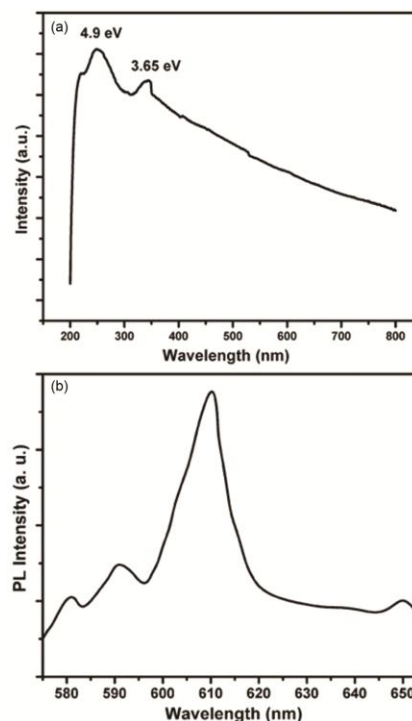 (a)
4.9 eV
3.65 eV
Intensity (a.u.)
200 300 400 500 600 700 800
Wavelength (nm)
(b)
PL Intensity (a. u.)
580 590 600 610 620 630 640 650
Wavelength (nm)